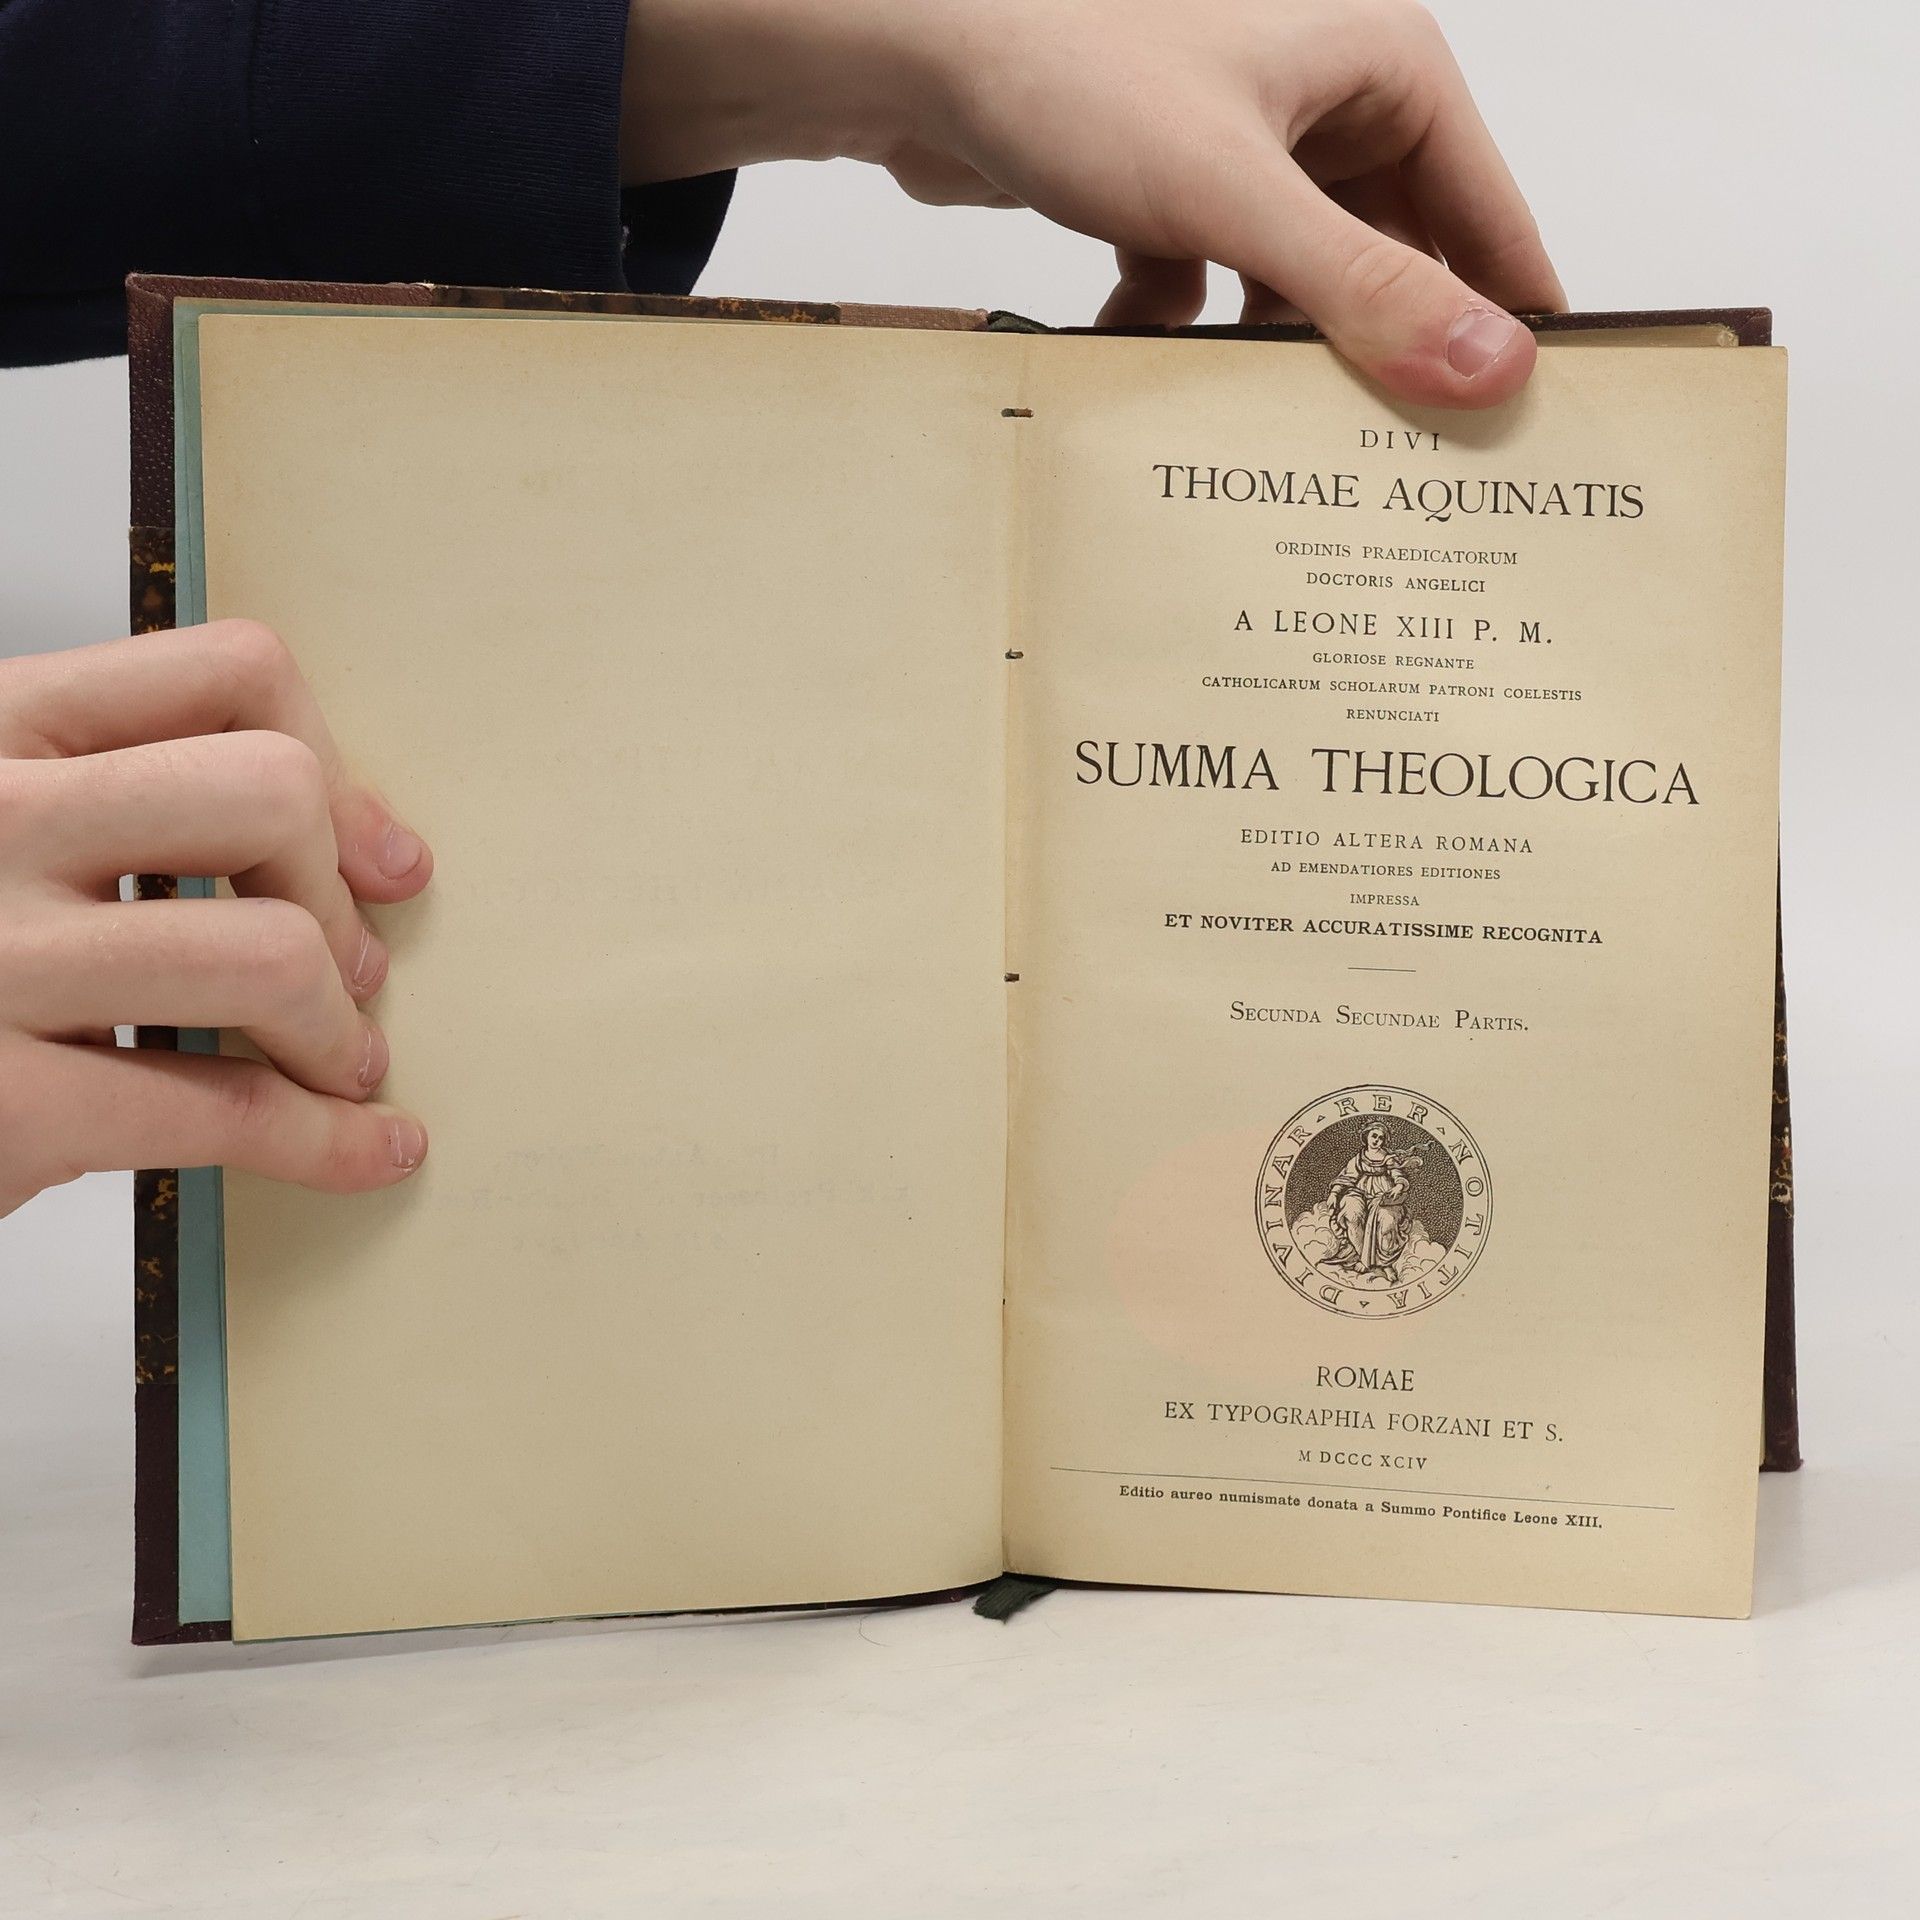 DIVI
THOMAE AQUINATIS
ORDINIS PRAEDICATORUM
DOCTORIS ANGELICI
A LEONE XIII P. M.
GLORIOSE REGNANTE
CATHOLICARUM SCHOLARUM PATRONI COELESTIS
RENUNCIATI
SUMMA THEOLOGICA
EDITIO ALTERA ROMANA
AD EMENDATIORES EDITIONES
IMPRESSA
ET NOVITER ACCURATISSIME RECOGNITA
SECUNDA SECUNDAE PARTIS.
DIVINAR · RER · NOTITIA ·
ROMAE
EX TYPOGRAPHIA FORZANI ET S.
M DCCC XCIV
Editio aureo numismate donata a Summo Pontifice Leone XIII.